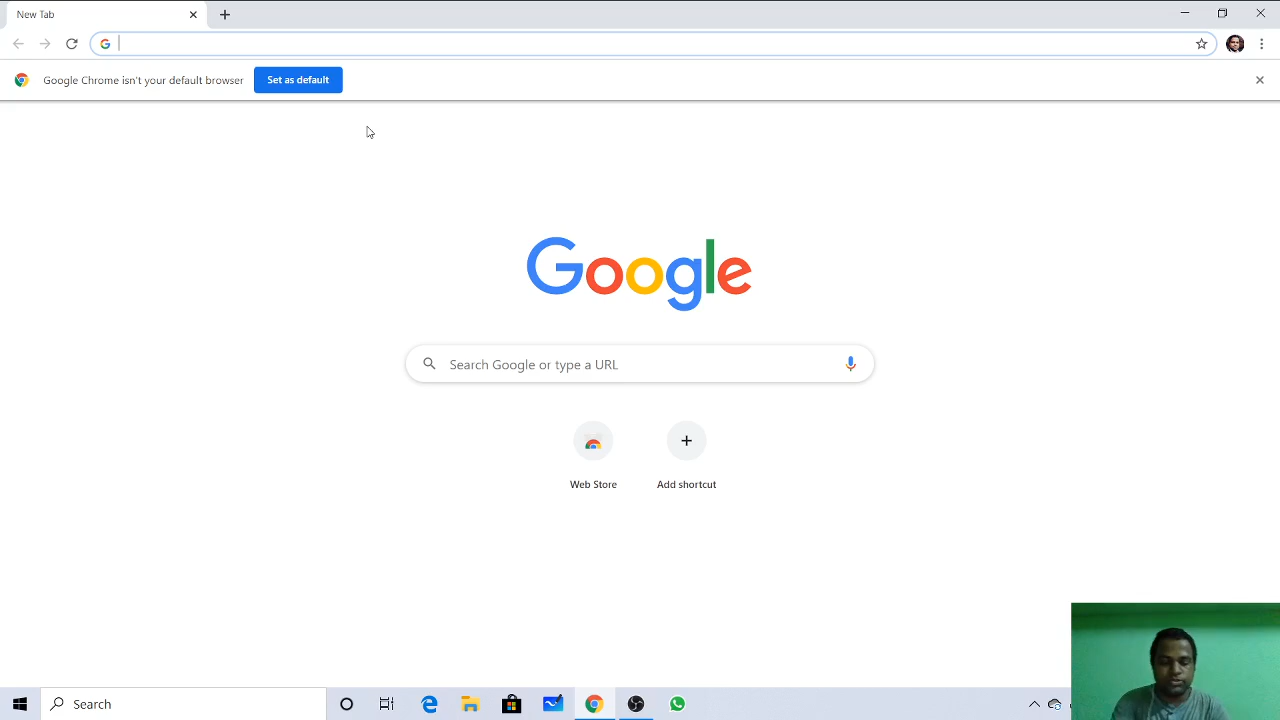 New Tab
Google Chrome isn't your default browser
Set as default
Google
Search Google or type a URL
Web Store
Add shortcut
Search